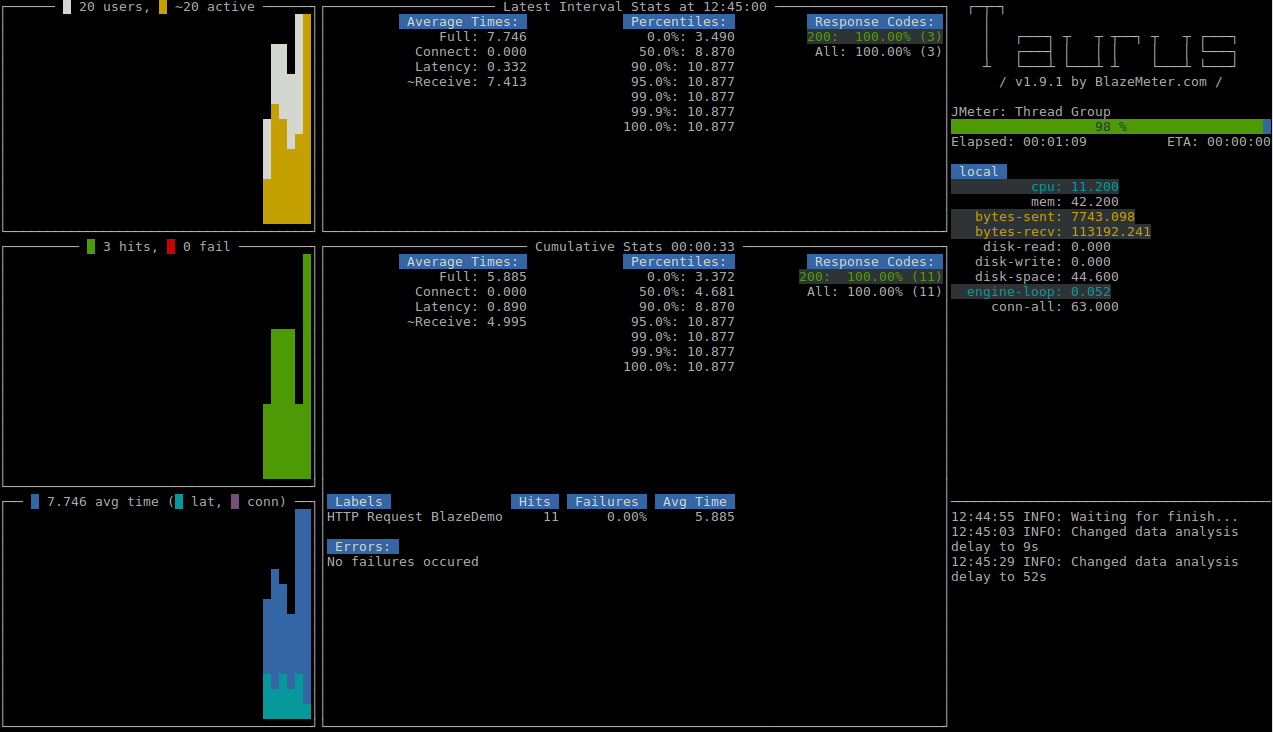 20 users, ~20 active
Latest Interval Stats at 12:45:00
Average Times:
Full: 7.746
Connect: 0.000
Latency: 0.332
~Receive: 7.413
Percentiles:
0.0%: 3.490
50.0%: 8.870
90.0%: 10.877
95.0%: 10.877
99.0%: 10.877
99.9%: 10.877
100.0%: 10.877
Response Codes:
200: 100.00% (3)
All: 100.00% (3)
Taurus
/ v1.9.1 by BlazeMeter.com /
JMeter: Thread Group
98 %
Elapsed: 00:01:09 ETA: 00:00:00
local
cpu: 11.200
mem: 42.200
bytes-sent: 7743.098
bytes-recv: 113192.241
disk-read: 0.000
disk-write: 0.000
disk-space: 44.600
engine-loop: 0.052
conn-all: 63.000
3 hits, 0 fail
Cumulative Stats 00:00:33
Average Times:
Full: 5.885
Connect: 0.000
Latency: 0.890
~Receive: 4.995
Percentiles:
0.0%: 3.372
50.0%: 4.681
90.0%: 8.870
95.0%: 10.877
99.0%: 10.877
99.9%: 10.877
100.0%: 10.877
Response Codes:
200: 100.00% (11)
All: 100.00% (11)
7.746 avg time ( lat, conn)
Labels Hits Failures Avg Time
HTTP Request BlazeDemo 11 0.00% 5.885
Errors:
No failures occured
12:44:55 INFO: Waiting for finish...
12:45:03 INFO: Changed data analysis
delay to 9s
12:45:29 INFO: Changed data analysis
delay to 52s